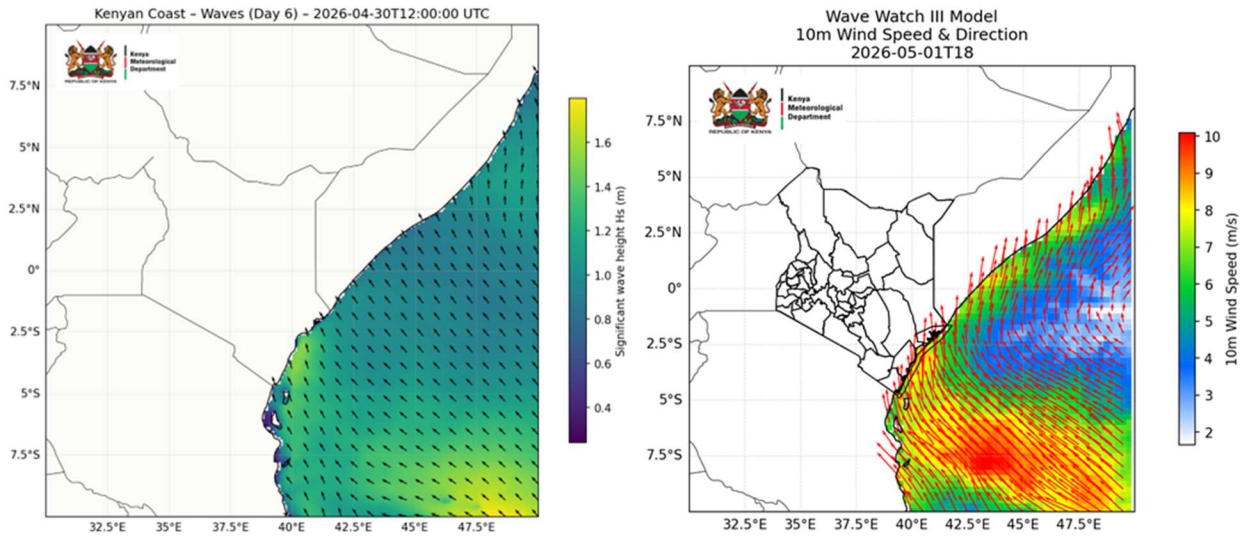 Kenyan Coast – Waves (Day 6) – 2026-04-30T12:00:00 UTC
Kenya
Meteorological
Department
REPUBLIC OF KENYA
7.5°N
5°N
2.5°N
0°
2.5°S
5°S
7.5°S
32.5°E
35°E
37.5°E
40°E
42.5°E
45°E
47.5°E
1.6
1.4
1.2
1.0
0.8
0.6
0.4
Significant wave height Hs (m)
Wave Watch III Model
10m Wind Speed & Direction
2026-05-01T18
Kenya
Meteorological
Department
REPUBLIC OF KENYA
7.5°N
5°N
2.5°N
0°
2.5°S
5°S
7.5°S
32.5°E
35°E
37.5°E
40°E
42.5°E
45°E
47.5°E
10
9
8
7
6
5
4
3
2
10m Wind Speed (m/s)